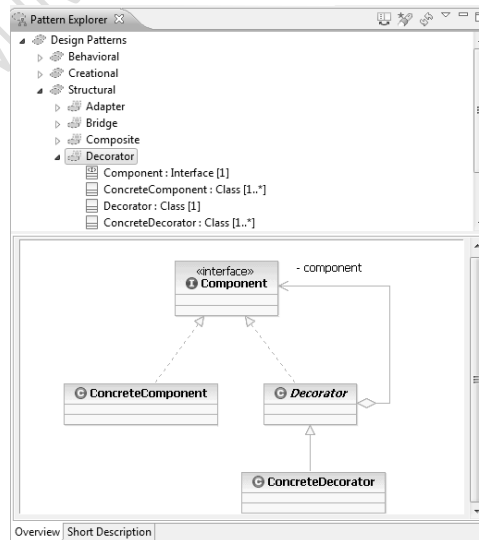 Pattern Explorer
Design Patterns
Behavioral
Creational
Structural
Adapter
Bridge
Composite
Decorator
Component : Interface [1]
ConcreteComponent : Class [1..*]
Decorator : Class [1]
ConcreteDecorator : Class [1..*]
«interface»
Component
- component
ConcreteComponent
Decorator
ConcreteDecorator
Overview Short Description